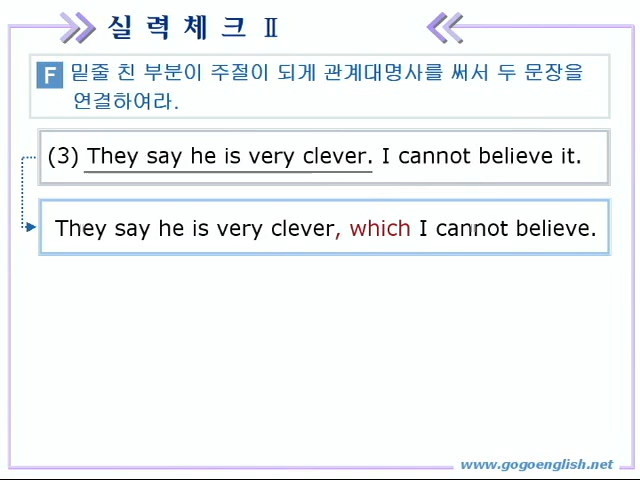 실 력 체 크 Ⅱ
F 밑줄 친 부분이 주절이 되게 관계대명사를 써서 두 문장을
연결하여라.
(3) They say he is very clever. I cannot believe it.
They say he is very clever, which I cannot believe.
www.gogoenglish.net